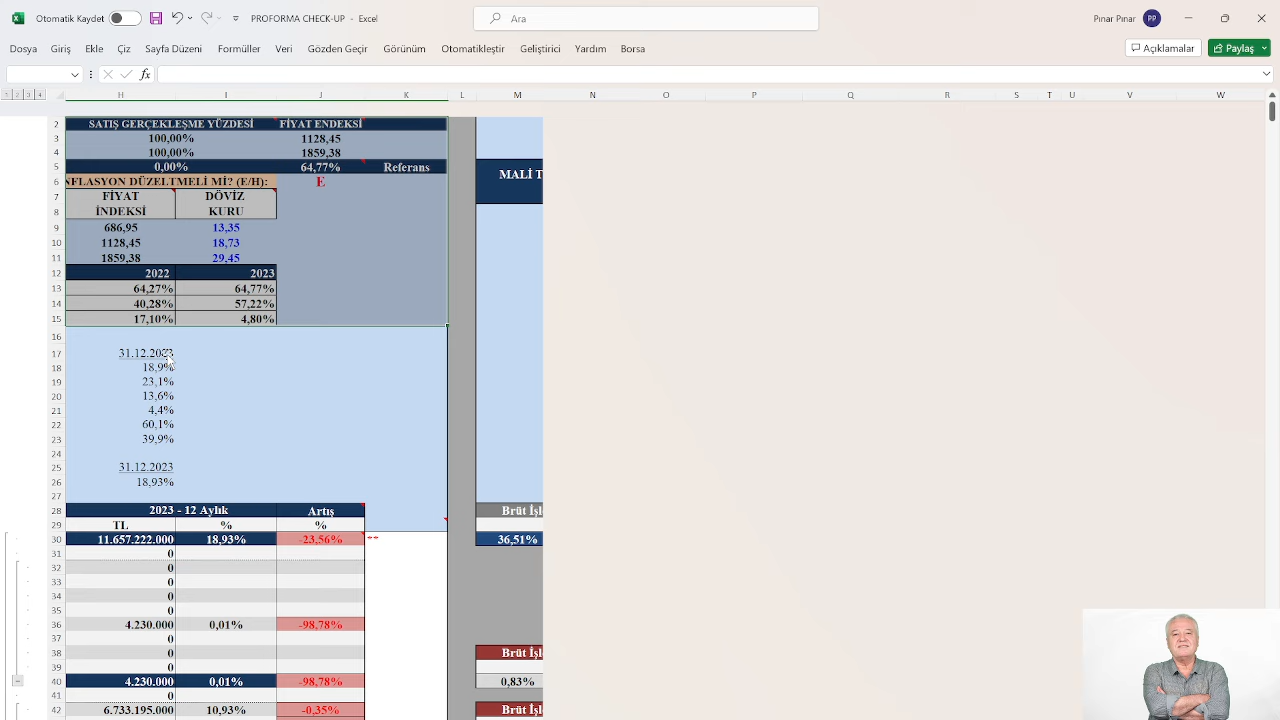 Otomatik Kaydet PROFORMA CHECK-UP - Excel Ara Pınar Pınar PP
Dosya Giriş Ekle Çiz Sayfa Düzeni Formüller Veri Gözden Geçir Görünüm Otomatikleştir Geliştirici Yardım Borsa Açıklamalar Paylaş
fx
1 2 3 4 H I J K L M N O P Q R S T U V W
2 SATIŞ GERÇEKLEŞME YÜZDESİ FİYAT ENDEKSİ
3 100,00% 1128,45
4 100,00% 1859,38
5 0,00% 64,77% Referans
6 NFLASYON DÜZELTMELİ Mİ? (E/H): E MALİ T
7 FİYAT DÖVİZ
8 İNDEKSİ KURU
9 686,95 13,35
10 1128,45 18,73
11 1859,38 29,45
12 2022 2023
13 64,27% 64,77%
14 40,28% 57,22%
15 17,10% 4,80%
16
17 31.12.2023
18 18,9%
19 23,1%
20 13,6%
21 4,4%
22 60,1%
23 39,9%
24
25 31.12.2023
26 18,93%
27
28 2023 - 12 Aylık Artış Brüt İşl
29 TL % %
30 11.657.222.000 18,93% -23,56% ** 36,51%
31 0
32 0
33 0
34 0
35 0
36 4.230.000 0,01% -98,78%
37 0
38 0 Brüt İşl
39 0
40 4.230.000 0,01% -98,78% 0,83%
41 0
42 6.733.195.000 10,93% -0,35% Brüt İşl